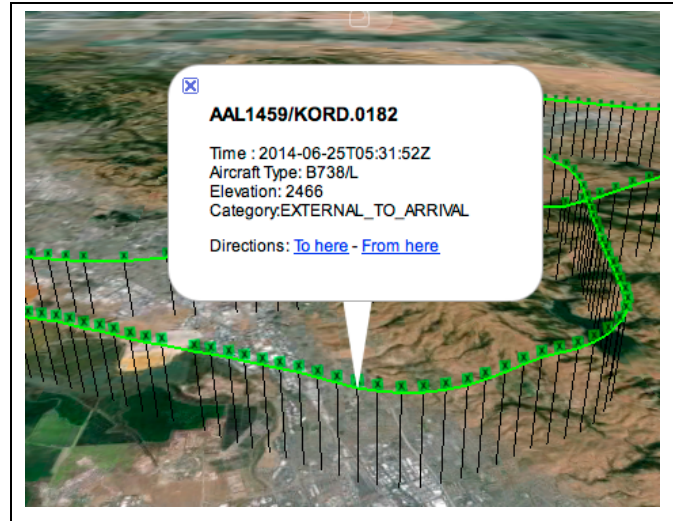 AAL1459/KORD.0182
Time : 2014-06-25T05:31:52Z
Aircraft Type: B738/L
Elevation: 2466
Category:EXTERNAL_TO_ARRIVAL
Directions: To here - From here